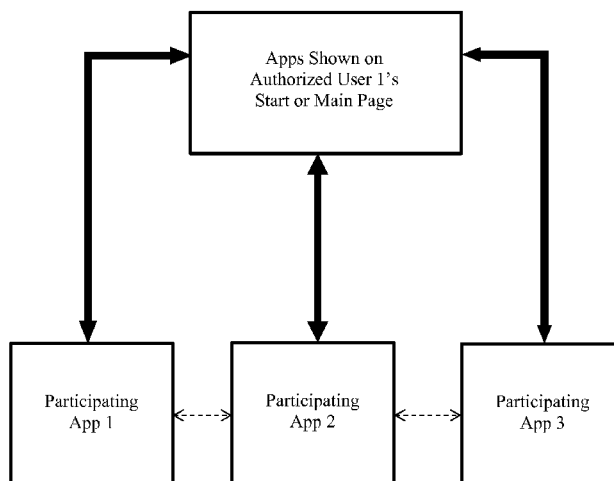 Apps Shown on
Authorized User 1's
Start or Main Page
Participating
App 1
Participating
App 2
Participating
App 3